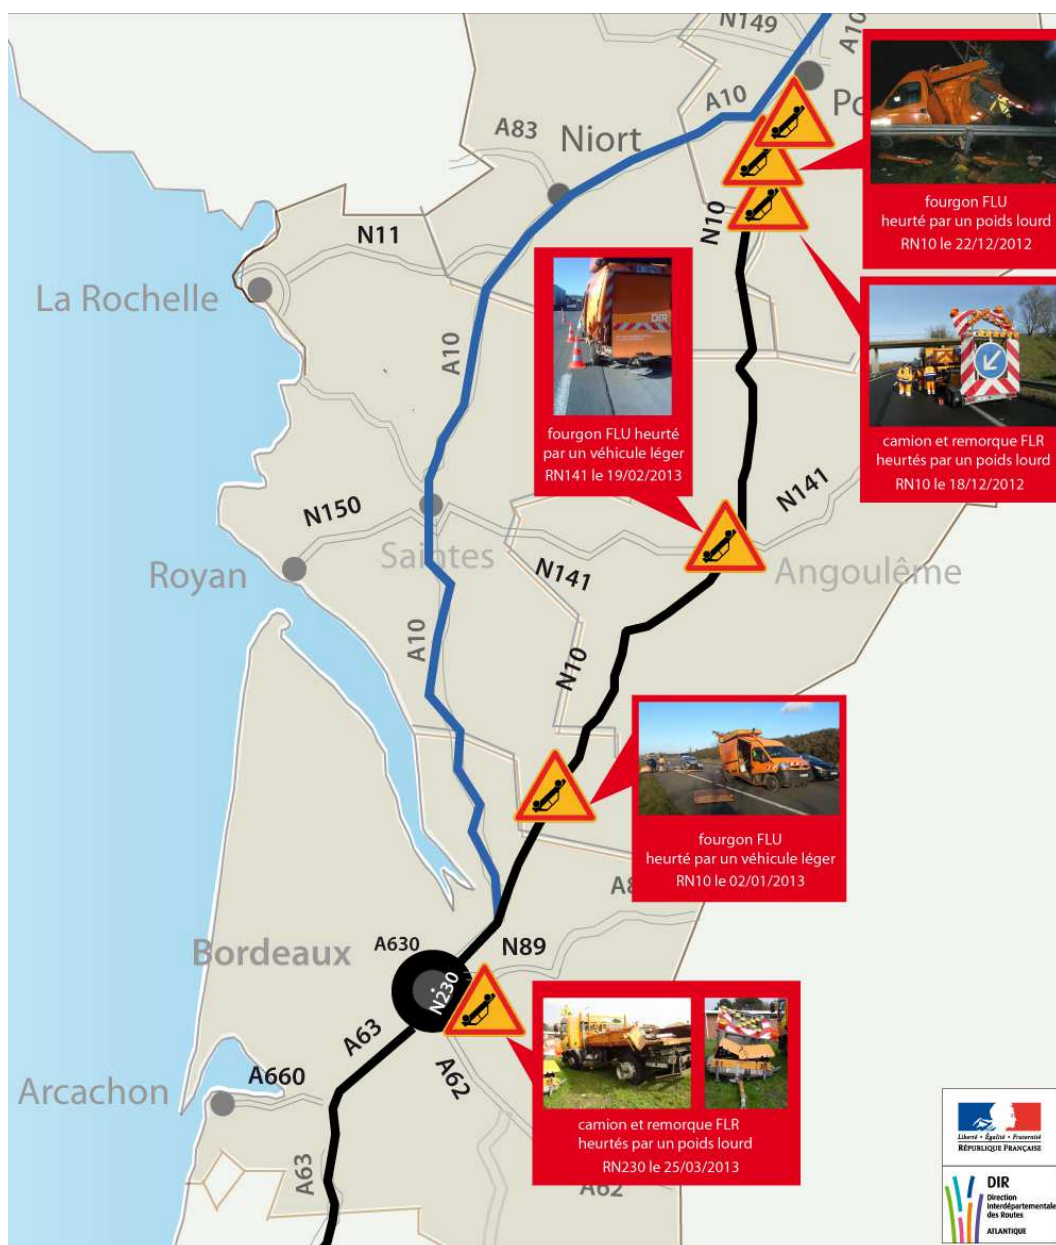 N149
A10
A10
Po
A83
Niort
fourgon FLU
heurté par un poids lourd
RN10 le 22/12/2012
N10
N11
La Rochelle
DIR
A10
fourgon FLU heurté
par un véhicule léger
RN141 le 19/02/2013
camion et remorque FLR
heurtés par un poids lourd
RN10 le 18/12/2012
N141
N150
Saintes
Royan
N141
Angoulême
A10
N10
fourgon FLU
heurté par un véhicule léger
RN10 le 02/01/2013
A8
Bordeaux
A630
N89
N230
A63
A62
Arcachon
A660
camion et remorque FLR
heurtés par un poids lourd
RN230 le 25/03/2013
A63
A62
Liberté • Égalité • Fraternité
RÉPUBLIQUE FRANÇAISE
DIR
Direction
Interdépartementale
des Routes
ATLANTIQUE